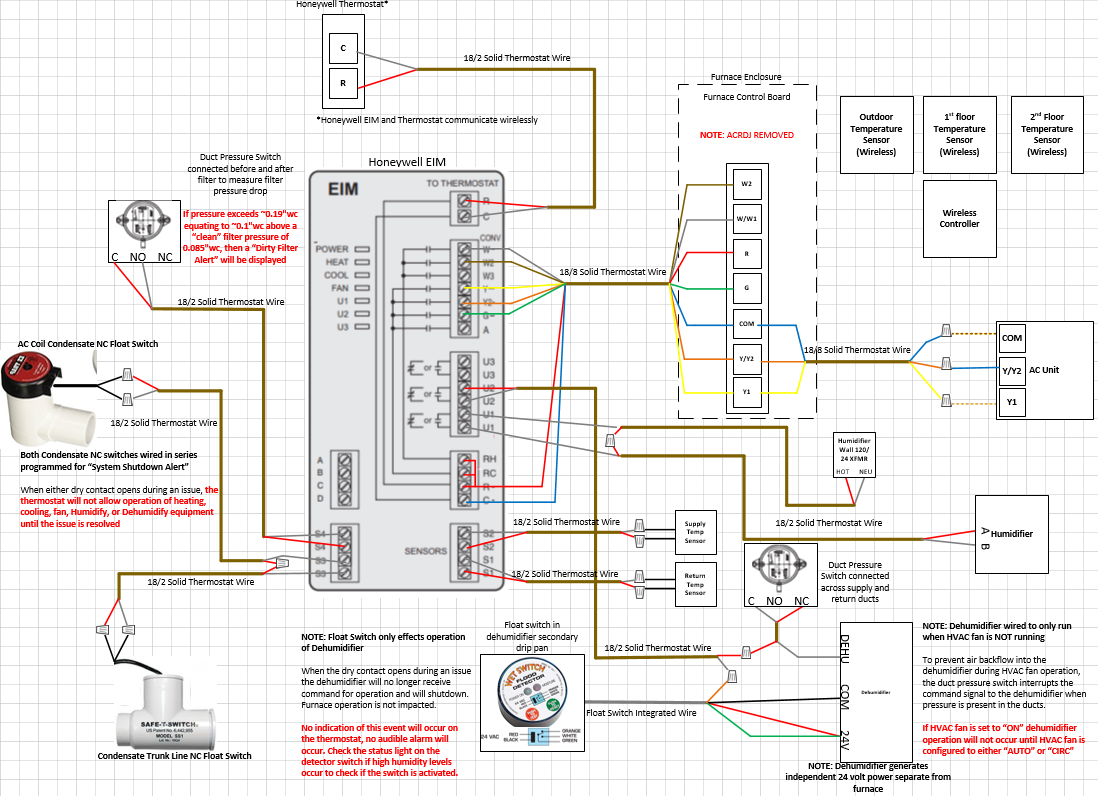 Honeywell Thermostat*
C
R
18/2 Solid Thermostat Wire
*Honeywell EIM and Thermostat communicate wirelessly
Furnace Enclosure
Furnace Control Board
NOTE: ACRDJ REMOVED
W2
W/W1
R
G
COM
Y/Y2
Y1
Outdoor
Temperature
Sensor
(Wireless)
1st floor
Temperature
Sensor
(Wireless)
2nd Floor
Temperature
Sensor
(Wireless)
Wireless
Controller
Duct Pressure Switch
connected before and after
filter to measure filter
pressure drop
If pressure exceeds ~0.19"wc
equating to ~0.1"wc above a
"clean" filter pressure of
0.085"wc, then a "Dirty Filter
Alert" will be displayed
C NO NC
18/2 Solid Thermostat Wire
Honeywell EIM
EIM
TO THERMOSTAT
R
C
CONV
POWER
HEAT
COOL
FAN
U1
U2
U3
W
W2
W3
Y
Y2
G
A
or
or
or
U3
U3
U2
U2
U1
U1
RH
RC
R
C
A
B
C
D
S4
S4
S3
S3
SENSORS
S2
S2
S1
S1
18/8 Solid Thermostat Wire
18/8 Solid Thermostat Wire
COM
Y/Y2
Y1
AC Unit
AC Coil Condensate NC Float Switch
18/2 Solid Thermostat Wire
Both Condensate NC switches wired in series
programmed for "System Shutdown Alert"
When either dry contact opens during an issue, the
thermostat will not allow operation of heating,
cooling, fan, Humidify, or Dehumidify equipment
until the issue is resolved
18/2 Solid Thermostat Wire
SAFE-T-SWITCH
US Patent No. 6,442,955
MODEL SS1
Condensate Trunk Line NC Float Switch
Humidifier
Wall 120/
24 XFMR
HOT NEU
18/2 Solid Thermostat Wire
A
B
Humidifier
18/2 Solid Thermostat Wire
Supply
Temp
Sensor
18/2 Solid Thermostat Wire
Return
Temp
Sensor
C NO NC
Duct Pressure
Switch connected
across supply and
return ducts
NOTE: Float Switch only effects operation
of Dehumidifier
When the dry contact opens during an issue
the dehumidifier will no longer receive
command for operation and will shutdown.
Furnace operation is not impacted.
No indication of this event will occur on
the thermostat, no audible alarm will
occur. Check the status light on the
detector switch if high humidity levels
occur to check if the switch is activated.
Float switch in
dehumidifier secondary
drip pan
WET SWITCH
FLOOD
DETECTOR
24 VAC
RED
BLACK
ORANGE
WHITE
GREEN
18/2 Solid Thermostat Wire
Float Switch Integrated Wire
DEHU
COM
24V
Dehumidifier
NOTE: Dehumidifier generates
independent 24 volt power separate from
furnace
NOTE: Dehumidifier wired to only run
when HVAC fan is NOT running
To prevent air backflow into the
dehumidifier during HVAC fan operation,
the duct pressure switch interrupts the
command signal to the dehumidifier when
pressure is present in the ducts.
If HVAC fan is set to "ON" dehumidifier
operation will not occur until HVAC fan is
configured to either "AUTO" or "CIRC"